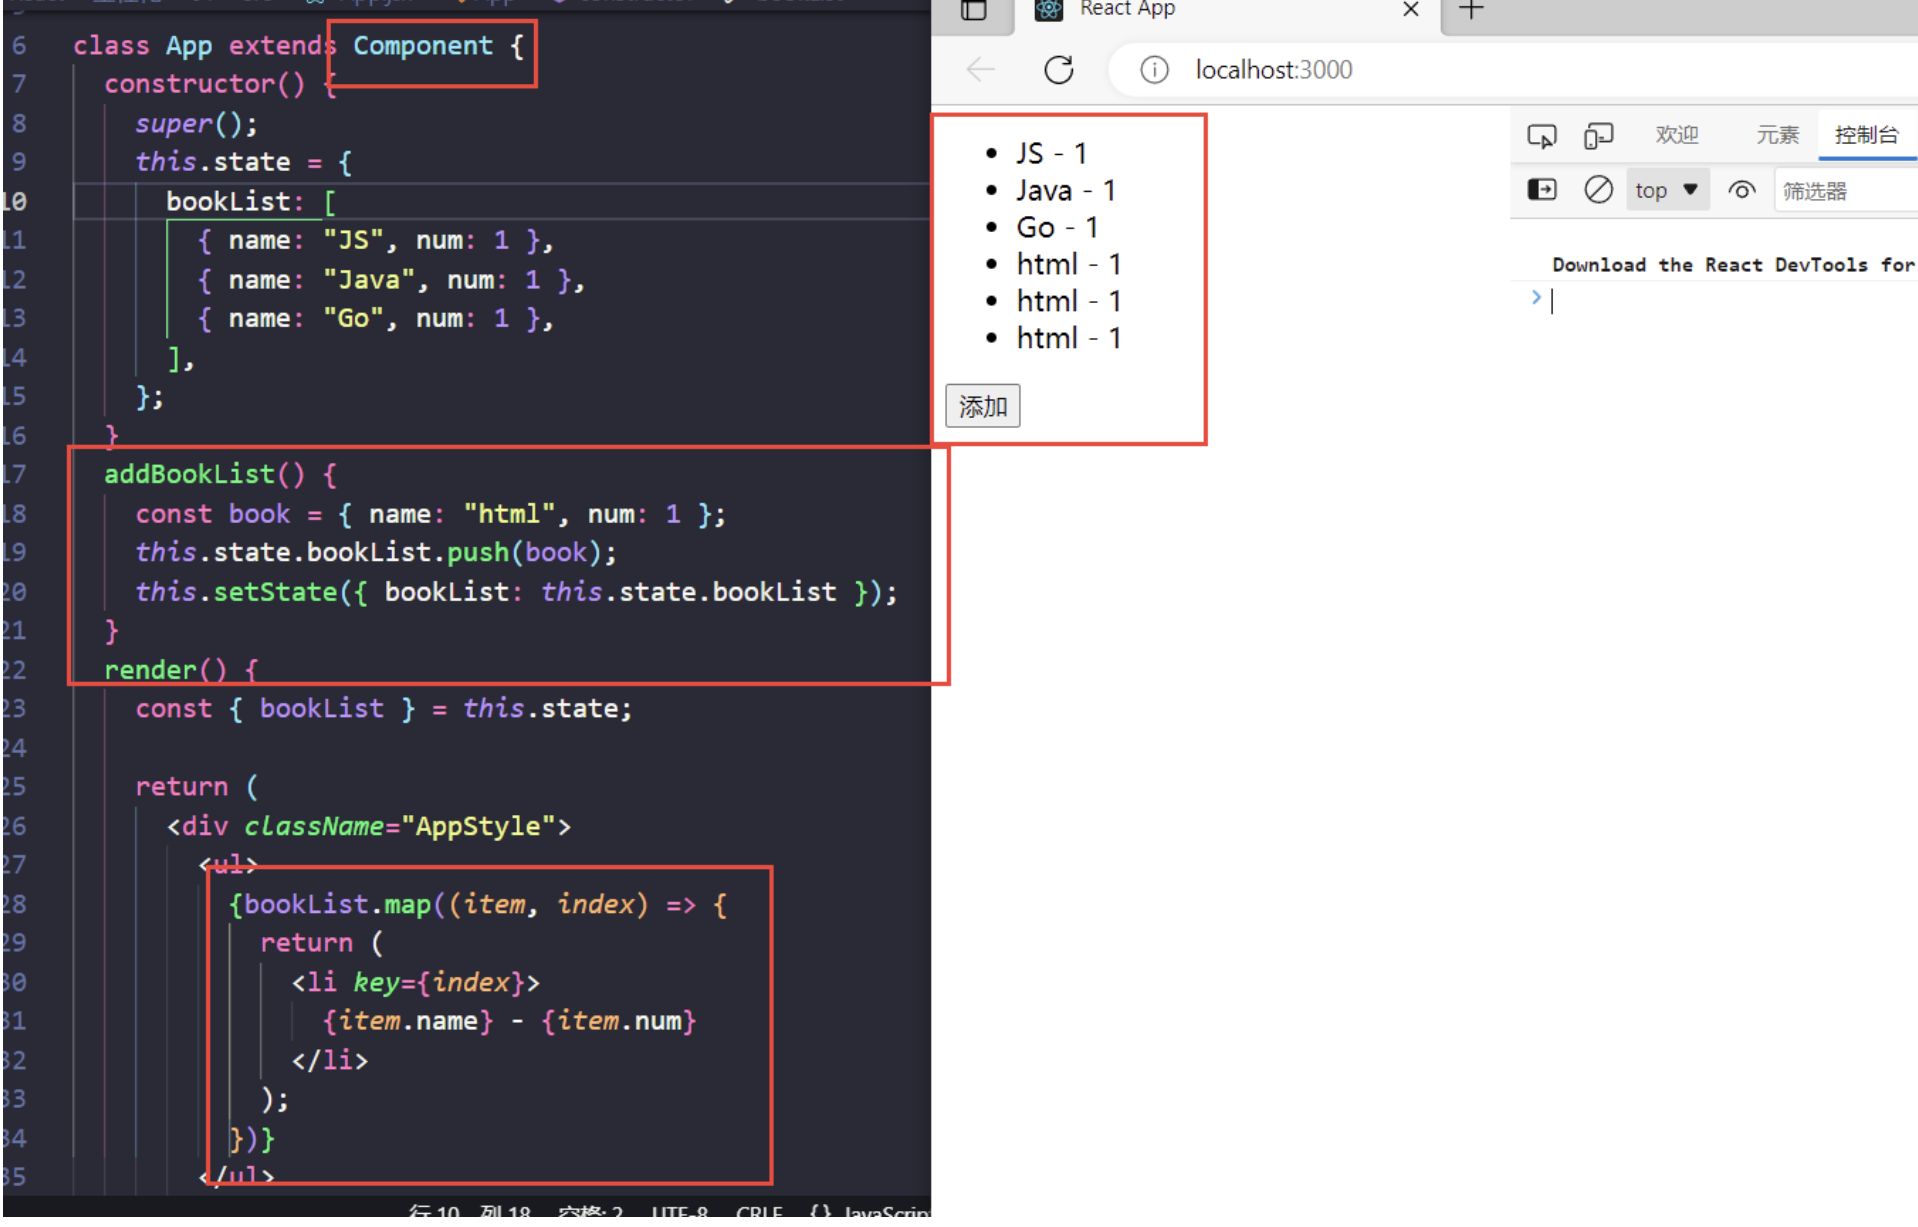 6 class App extends Component {
7 constructor() {
8 super();
9 this.state = {
10 bookList: [
11 { name: "JS", num: 1 },
12 { name: "Java", num: 1 },
13 { name: "Go", num: 1 },
14 ],
15 };
16 }
17 addBookList() {
18 const book = { name: "html", num: 1 };
19 this.state.bookList.push(book);
20 this.setState({ bookList: this.state.bookList });
21 }
22 render() {
23 const { bookList } = this.state;
24
25 return (
26 <div className="AppStyle">
27 <ul>
28 {bookList.map((item, index) => {
29 return (
30 <li key={index}>
31 {item.name} - {item.num}
32 </li>
33 );
34 })}
35 </ul>
行 10, 列 18 空格: 2 UTF-8 CRLF {} JavaScript
React App
localhost:3000
• JS - 1
• Java - 1
• Go - 1
• html - 1
• html - 1
• html - 1
添加
欢迎 元素 控制台
top 筛选器
Download the React DevTools for